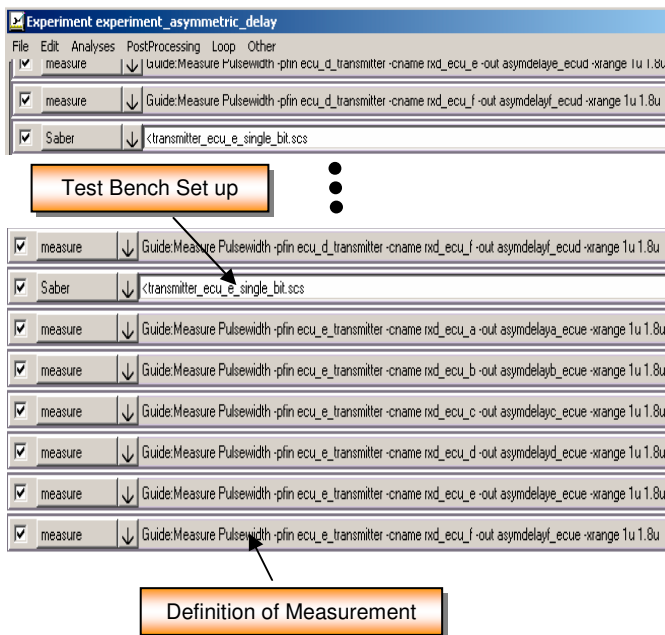 Experiment experiment_asymmetric_delay
File Edit Analyses PostProcessing Loop Other
measure Guide:Measure Pulsewidth -pfin ecu_d_transmitter -cname rxd_ecu_e -out asymdelaye_ecud -xrange 1u 1.8u
measure Guide:Measure Pulsewidth -pfin ecu_d_transmitter -cname rxd_ecu_f -out asymdelayf_ecud -xrange 1u 1.8u
Saber <transmitter_ecu_e_single_bit.scs
Test Bench Set up
measure Guide:Measure Pulsewidth -pfin ecu_d_transmitter -cname rxd_ecu_f -out asymdelayf_ecud -xrange 1u 1.8u
Saber <transmitter_ecu_e_single_bit.scs
measure Guide:Measure Pulsewidth -pfin ecu_e_transmitter -cname rxd_ecu_a -out asymdelaya_ecue -xrange 1u 1.8u
measure Guide:Measure Pulsewidth -pfin ecu_e_transmitter -cname rxd_ecu_b -out asymdelayb_ecue -xrange 1u 1.8u
measure Guide:Measure Pulsewidth -pfin ecu_e_transmitter -cname rxd_ecu_c -out asymdelayc_ecue -xrange 1u 1.8u
measure Guide:Measure Pulsewidth -pfin ecu_e_transmitter -cname rxd_ecu_d -out asymdelayd_ecue -xrange 1u 1.8u
measure Guide:Measure Pulsewidth -pfin ecu_e_transmitter -cname rxd_ecu_e -out asymdelaye_ecue -xrange 1u 1.8u
measure Guide:Measure Pulsewidth -pfin ecu_e_transmitter -cname rxd_ecu_f -out asymdelayf_ecue -xrange 1u 1.8u
Definition of Measurement